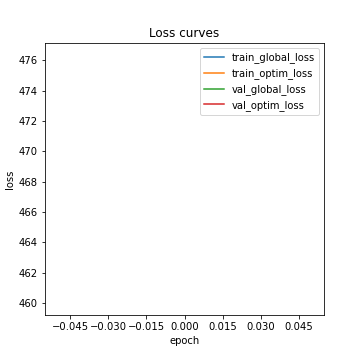 Loss curves
train_global_loss
train_optim_loss
val_global_loss
val_optim_loss
476
474
472
470
468
466
464
462
460
loss
−0.045 −0.030 −0.015 0.000 0.015 0.030 0.045
epoch